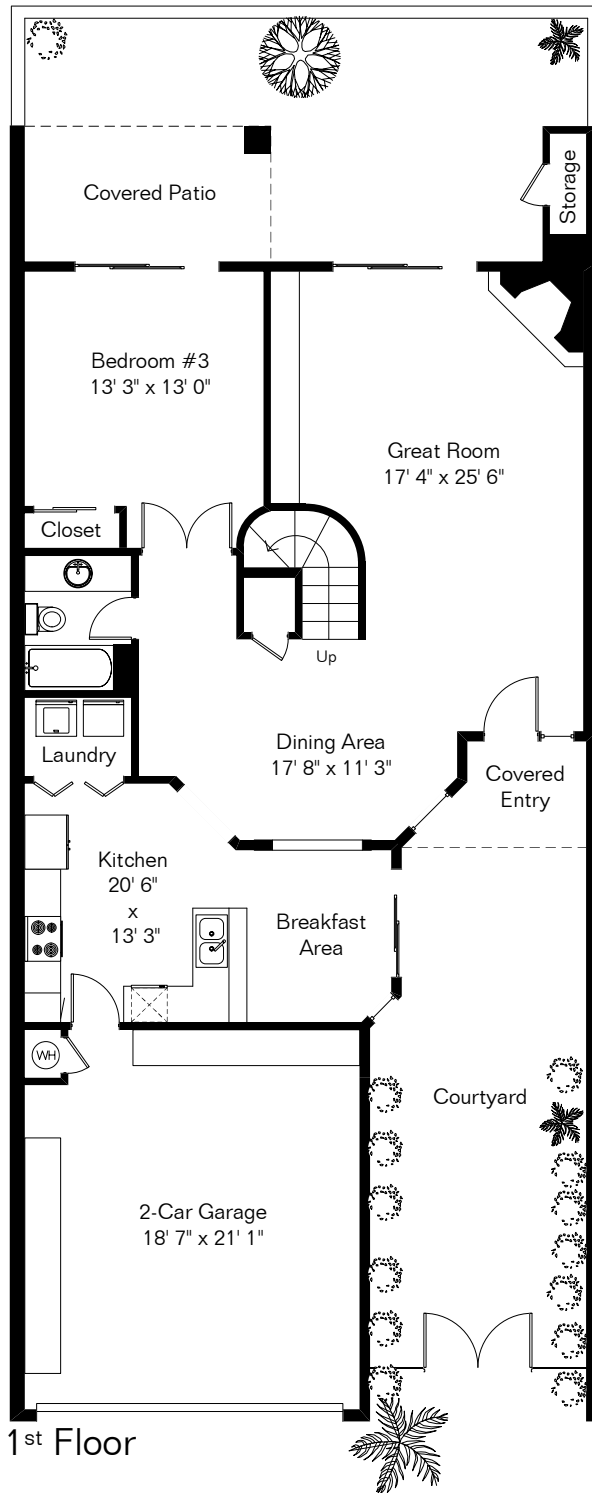 Covered Patio
Storage
Bedroom #3
13' 3" x 13' 0"
Great Room
17' 4" x 25' 6"
Closet
Up
Laundry
Dining Area
17' 8" x 11' 3"
Covered
Entry
Kitchen
20' 6"
x
13' 3"
Breakfast
Area
WH
Courtyard
2-Car Garage
18' 7" x 21' 1"
1st Floor